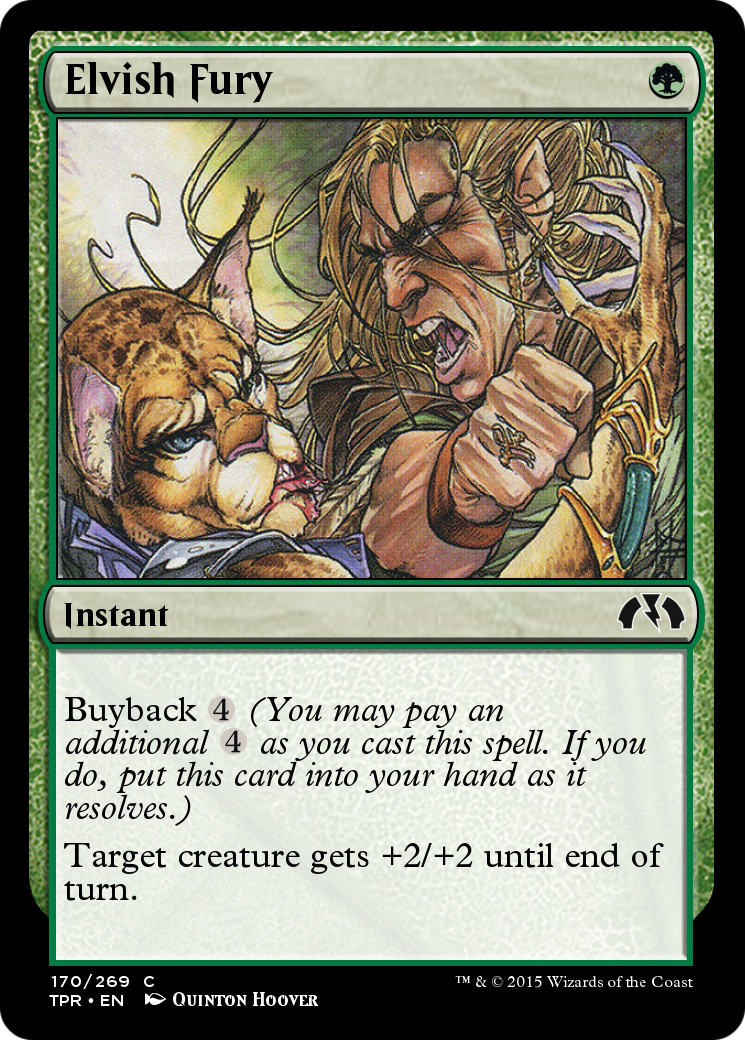 Elvish Fury
Instant
Buyback 4 (You may pay an
additional 4 as you cast this spell. If you
do, put this card into your hand as it
resolves.)
Target creature gets +2/+2 until end of
turn.
170/269 C
TPR • EN Quinton Hoover
™ & © 2015 Wizards of the Coast